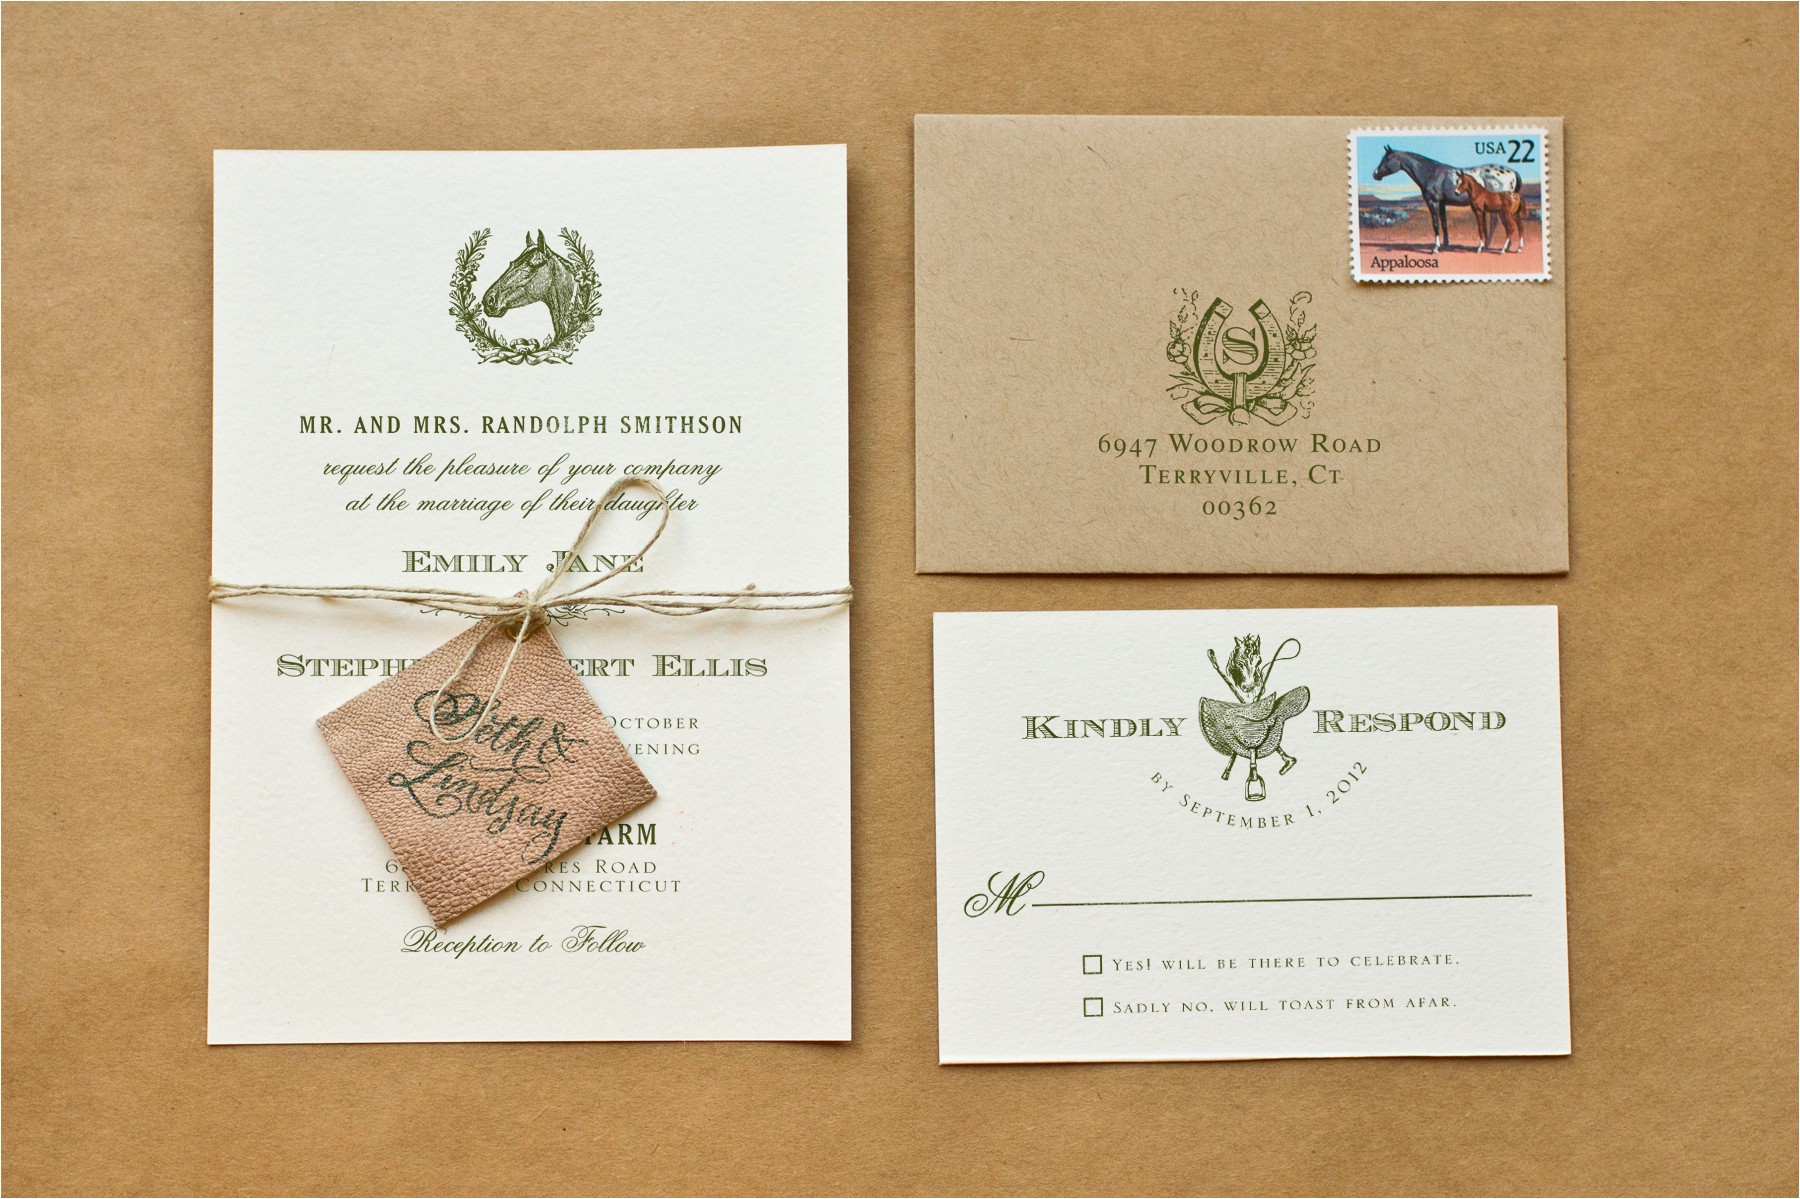 MR. AND MRS. RANDOLPH SMITHSON
request the pleasure of your company
at the marriage of their daughter
EMILY JANE
ELLIS
OCTOBER
FARM
ROAD
CONNECTICUT
Reception to Follow
Seth &
Lindsay
USA 22
Appaloosa
S
6947 WOODROW ROAD
TERRYVILLE, CT
00362
KINDLY RESPOND
BY SEPTEMBER 1, 2012
M
YES! WILL BE THERE TO CELEBRATE.
SADLY NO, WILL TOAST FROM AFAR.